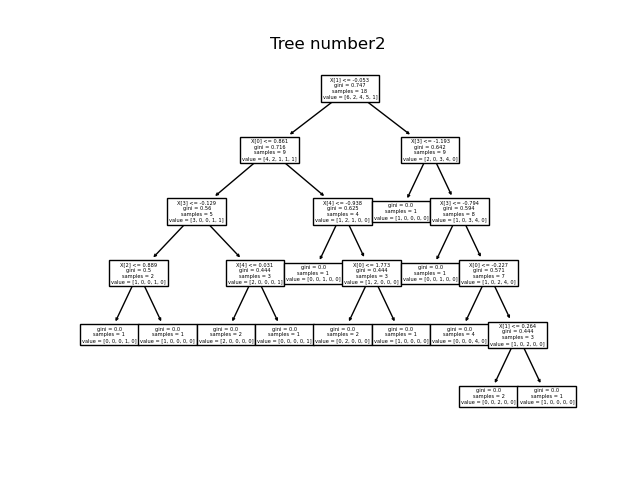 Tree number2
X[1] <= -0.053
gini = 0.747
samples = 18
value = [6, 2, 4, 5, 1]
X[0] <= 0.861
gini = 0.716
samples = 9
value = [4, 2, 1, 1, 1]
X[3] <= -1.193
gini = 0.642
samples = 9
value = [2, 0, 3, 4, 0]
X[3] <= -0.129
gini = 0.56
samples = 5
value = [3, 0, 0, 1, 1]
X[4] <= -0.938
gini = 0.625
samples = 4
value = [1, 2, 1, 0, 0]
gini = 0.0
samples = 1
value = [1, 0, 0, 0, 0]
X[3] <= -0.794
gini = 0.594
samples = 8
value = [1, 0, 3, 4, 0]
X[2] <= 0.889
gini = 0.5
samples = 2
value = [1, 0, 0, 1, 0]
X[4] <= 0.031
gini = 0.444
samples = 3
value = [2, 0, 0, 0, 1]
gini = 0.0
samples = 1
value = [0, 0, 1, 0, 0]
X[0] <= 1.773
gini = 0.444
samples = 3
value = [1, 2, 0, 0, 0]
gini = 0.0
samples = 1
value = [0, 0, 1, 0, 0]
X[0] <= -0.227
gini = 0.571
samples = 7
value = [1, 0, 2, 4, 0]
gini = 0.0
samples = 1
value = [0, 0, 0, 1, 0]
gini = 0.0
samples = 1
value = [1, 0, 0, 0, 0]
gini = 0.0
samples = 2
value = [2, 0, 0, 0, 0]
gini = 0.0
samples = 1
value = [0, 0, 0, 0, 1]
gini = 0.0
samples = 2
value = [0, 2, 0, 0, 0]
gini = 0.0
samples = 1
value = [1, 0, 0, 0, 0]
gini = 0.0
samples = 4
value = [0, 0, 0, 4, 0]
X[1] <= 0.264
gini = 0.444
samples = 3
value = [1, 0, 2, 0, 0]
gini = 0.0
samples = 2
value = [0, 0, 2, 0, 0]
gini = 0.0
samples = 1
value = [1, 0, 0, 0, 0]